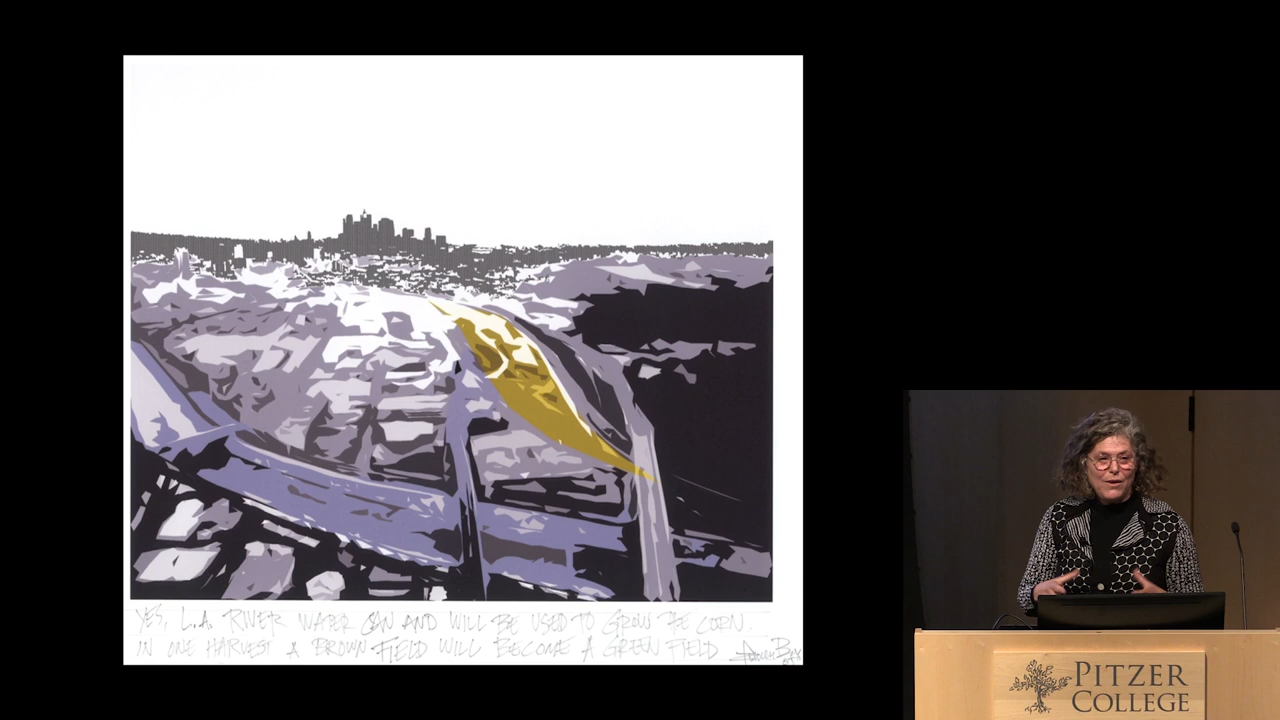 YES, L.A. RIVER WATER CAN AND WILL BE USED TO GROW THE CORN.
IN ONE HARVEST A BROWN FIELD WILL BECOME A GREEN FIELD
PITZER
COLLEGE